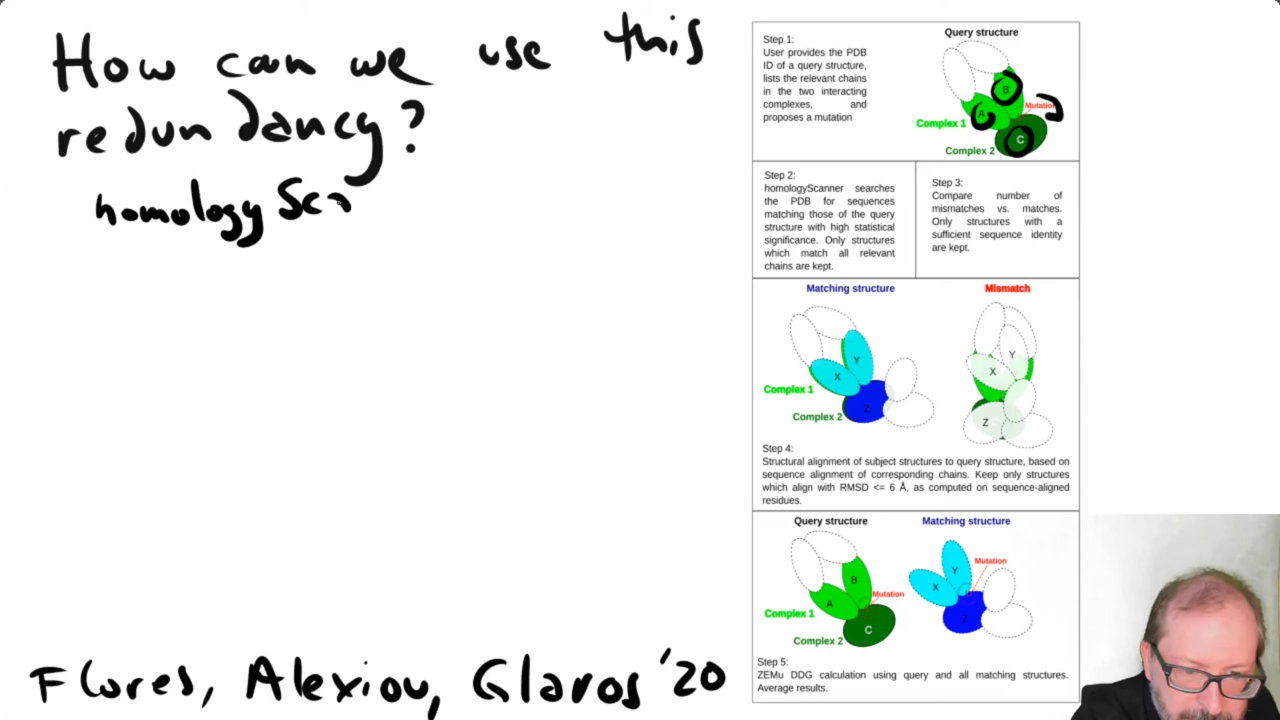 How can we use this
redundancy?
homology Sca
Flores, Alexiou, Glaros '20
Step 1:
User provides the PDB
ID of a query structure,
lists the relevant chains
in the two interacting
complexes, and
proposes a mutation
Query structure
B
Mutation
A
Complex 1
C
Complex 2
Step 2:
homologyScanner searches
the PDB for sequences
matching those of the query
structure with high statistical
significance. Only structures
which match all relevant
chains are kept.
Step 3:
Compare number of
mismatches vs. matches.
Only structures with a
sufficient sequence identity
are kept.
Matching structure
Y
X
Complex 1
Z
Complex 2
Mismatch
Y
X
Z
Step 4:
Structural alignment of subject structures to query structure, based on
sequence alignment of corresponding chains. Keep only structures
which align with RMSD <= 6 Å, as computed on sequence-aligned
residues.
Query structure
B
Mutation
A
Complex 1
C
Complex 2
Matching structure
Mutation
Y
X
Z
Step 5:
ZEMu DDG calculation using query and all matching structures.
Average results.